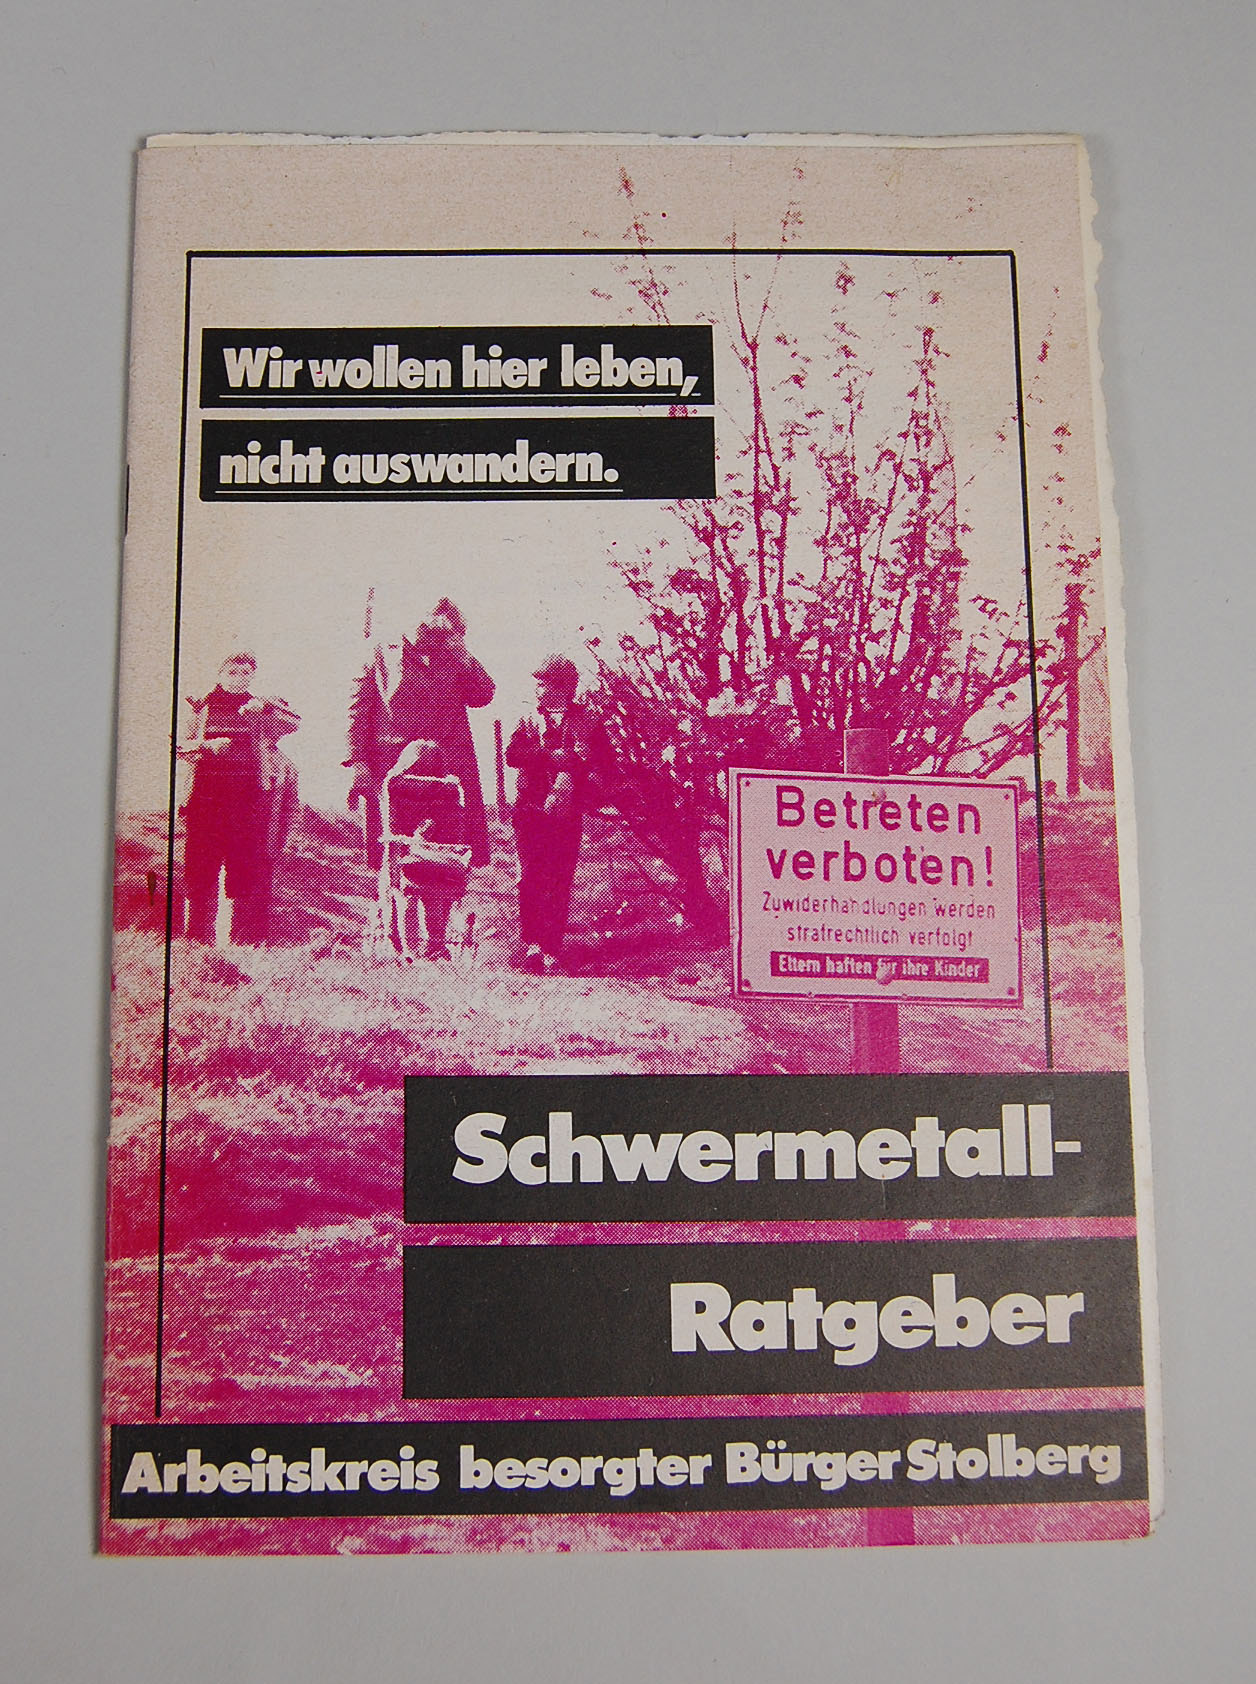 Wir wollen hier leben,
nicht auswandern.
Betreten
verboten!
Zuwiderhandlungen werden
strafrechtlich verfolgt
Eltern haften für ihre Kinder
Schwermetall-
Ratgeber
Arbeitskreis besorgter Bürger Stolberg